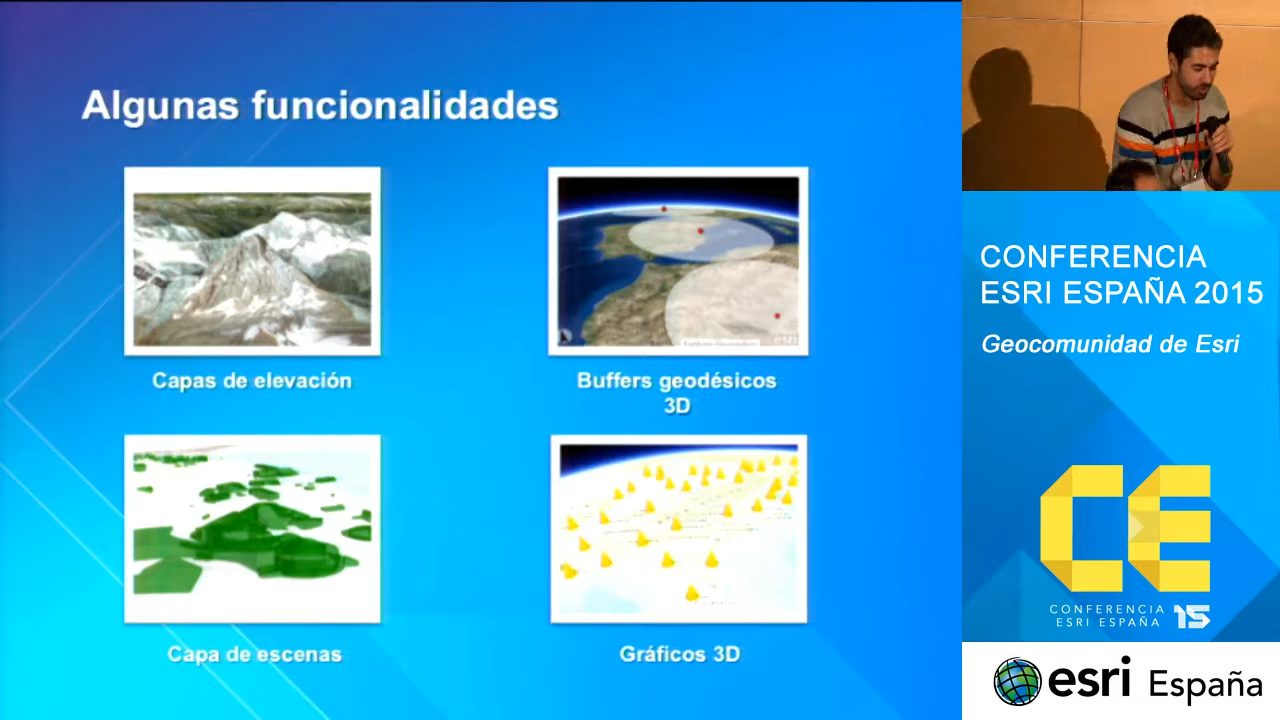 Algunas funcionalidades
Capas de elevación
Buffers geodésicos
3D
Capa de escenas
Gráficos 3D
CONFERENCIA
ESRI ESPAÑA 2015
Geocomunidad de Esri
CE
CONFERENCIA
ESRI ESPAÑA 15
esri España
esri